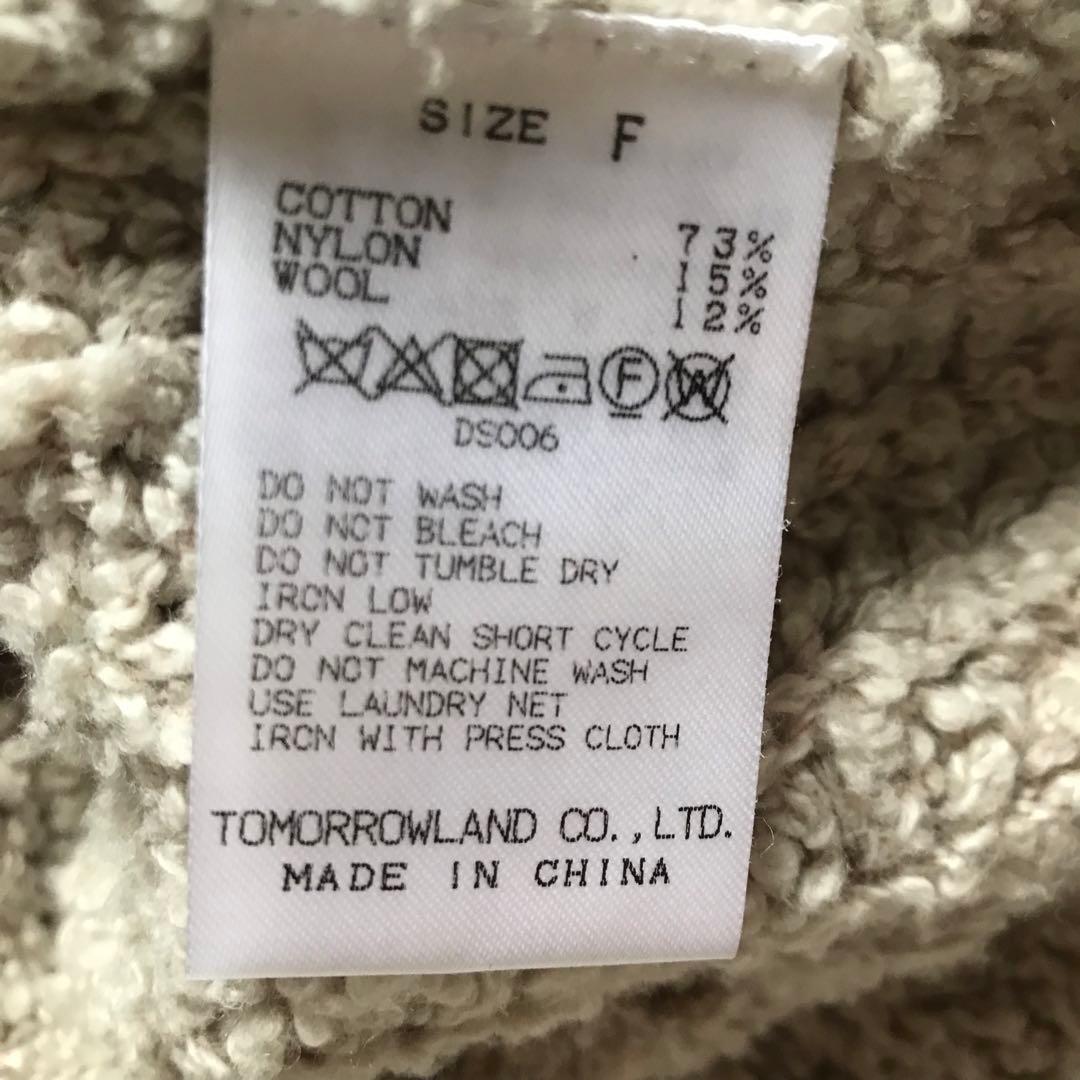 SIZE F
COTTON 73%
NYLON 15%
WOOL 12%
F W
DS006
DO NOT WASH
DO NOT BLEACH
DO NOT TUMBLE DRY
IRON LOW
DRY CLEAN SHORT CYCLE
DO NOT MACHINE WASH
USE LAUNDRY NET
IRON WITH PRESS CLOTH
TOMORROWLAND CO.,LTD.
MADE IN CHINA